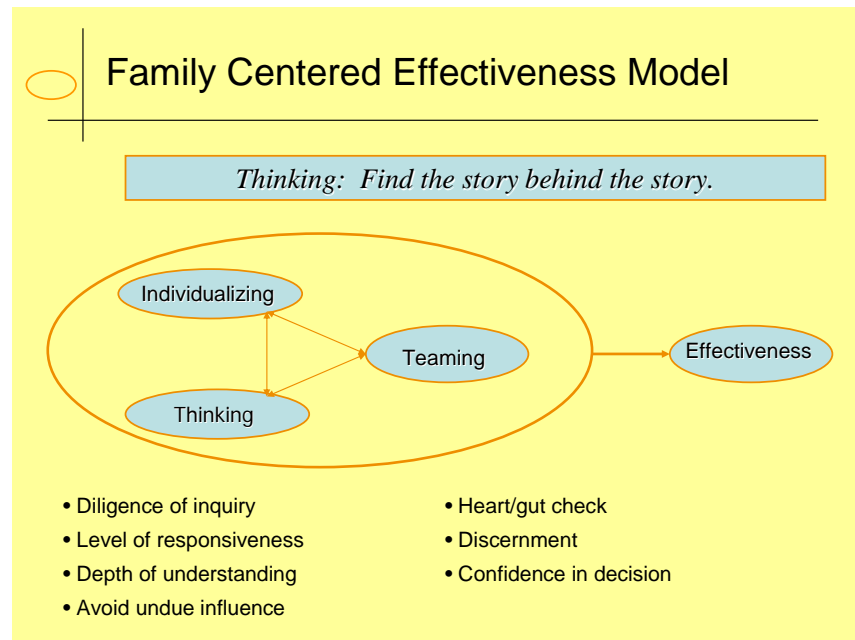 Family Centered Effectiveness Model
Thinking: Find the story behind the story.
Individualizing
Teaming
Effectiveness
Thinking
• Diligence of inquiry
• Level of responsiveness
• Depth of understanding
• Avoid undue influence
• Heart/gut check
• Discernment
• Confidence in decision